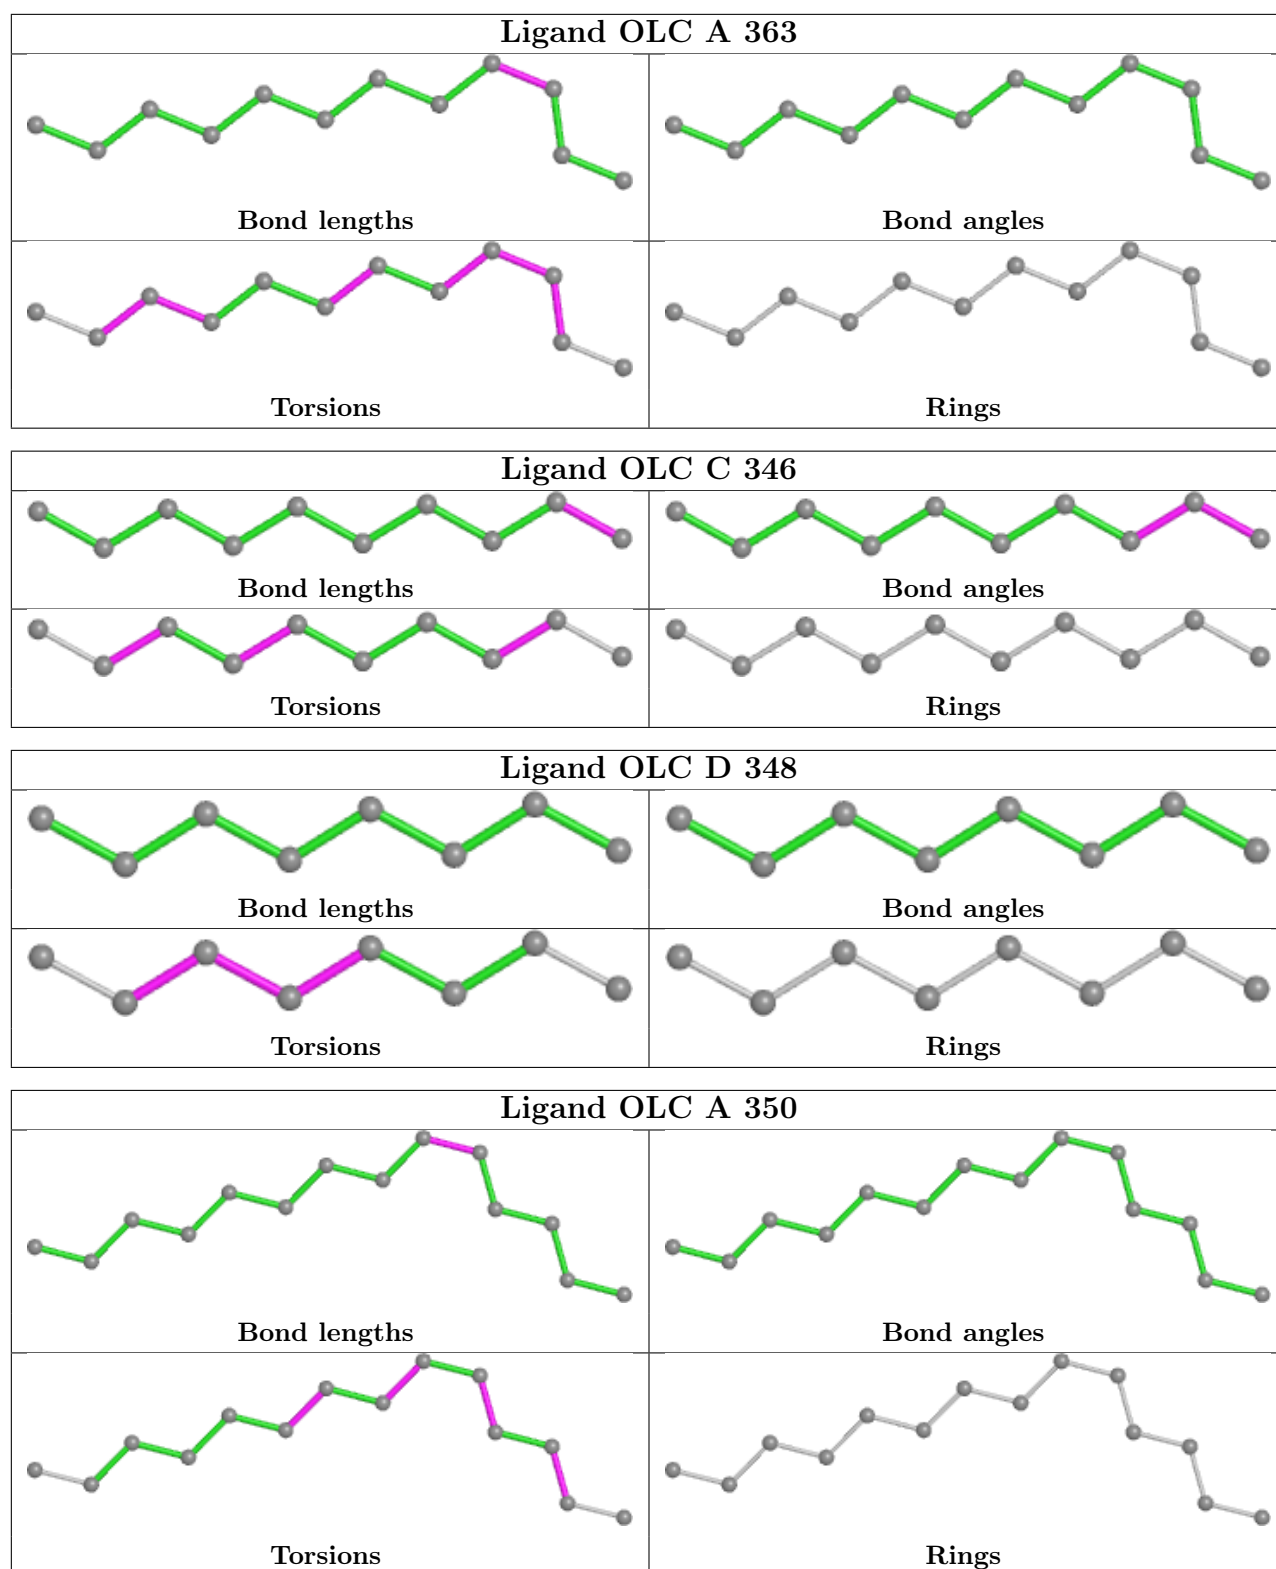 Ligand OLC A 363
Bond lengths
Bond angles
Torsions
Rings
Ligand OLC C 346
Bond lengths
Bond angles
Torsions
Rings
Ligand OLC D 348
Bond lengths
Bond angles
Torsions
Rings
Ligand OLC A 350
Bond lengths
Bond angles
Torsions
Rings